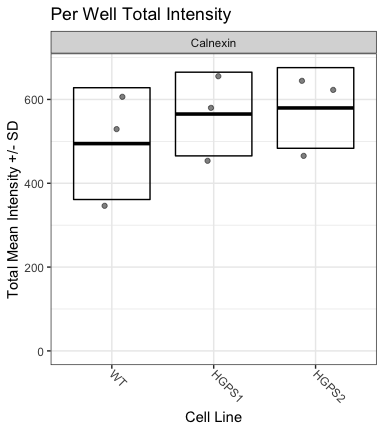 Per Well Total Intensity
Calnexin
Total Mean Intensity +/- SD
600
400
200
0
WT
HGPS1
HGPS2
Cell Line